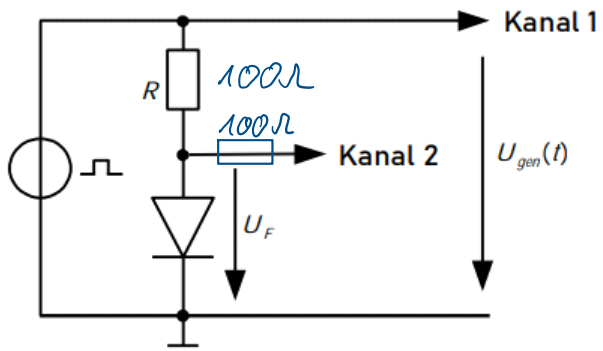 Kanal 1
100Ω
R
100Ω
Kanal 2
U_gen(t)
U_F